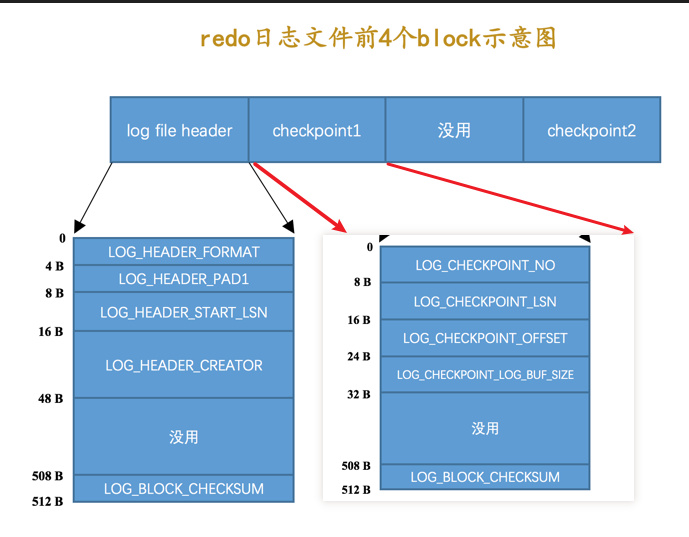 redo日志文件前4个block示意图
log file header
checkpoint1
没用
checkpoint2
0
LOG_HEADER_FORMAT
4 B
LOG_HEADER_PAD1
8 B
LOG_HEADER_START_LSN
16 B
LOG_HEADER_CREATOR
48 B
没用
508 B
LOG_BLOCK_CHECKSUM
512 B
0
LOG_CHECKPOINT_NO
8 B
LOG_CHECKPOINT_LSN
16 B
LOG_CHECKPOINT_OFFSET
24 B
LOG_CHECKPOINT_LOG_BUF_SIZE
32 B
没用
508 B
LOG_BLOCK_CHECKSUM
512 B